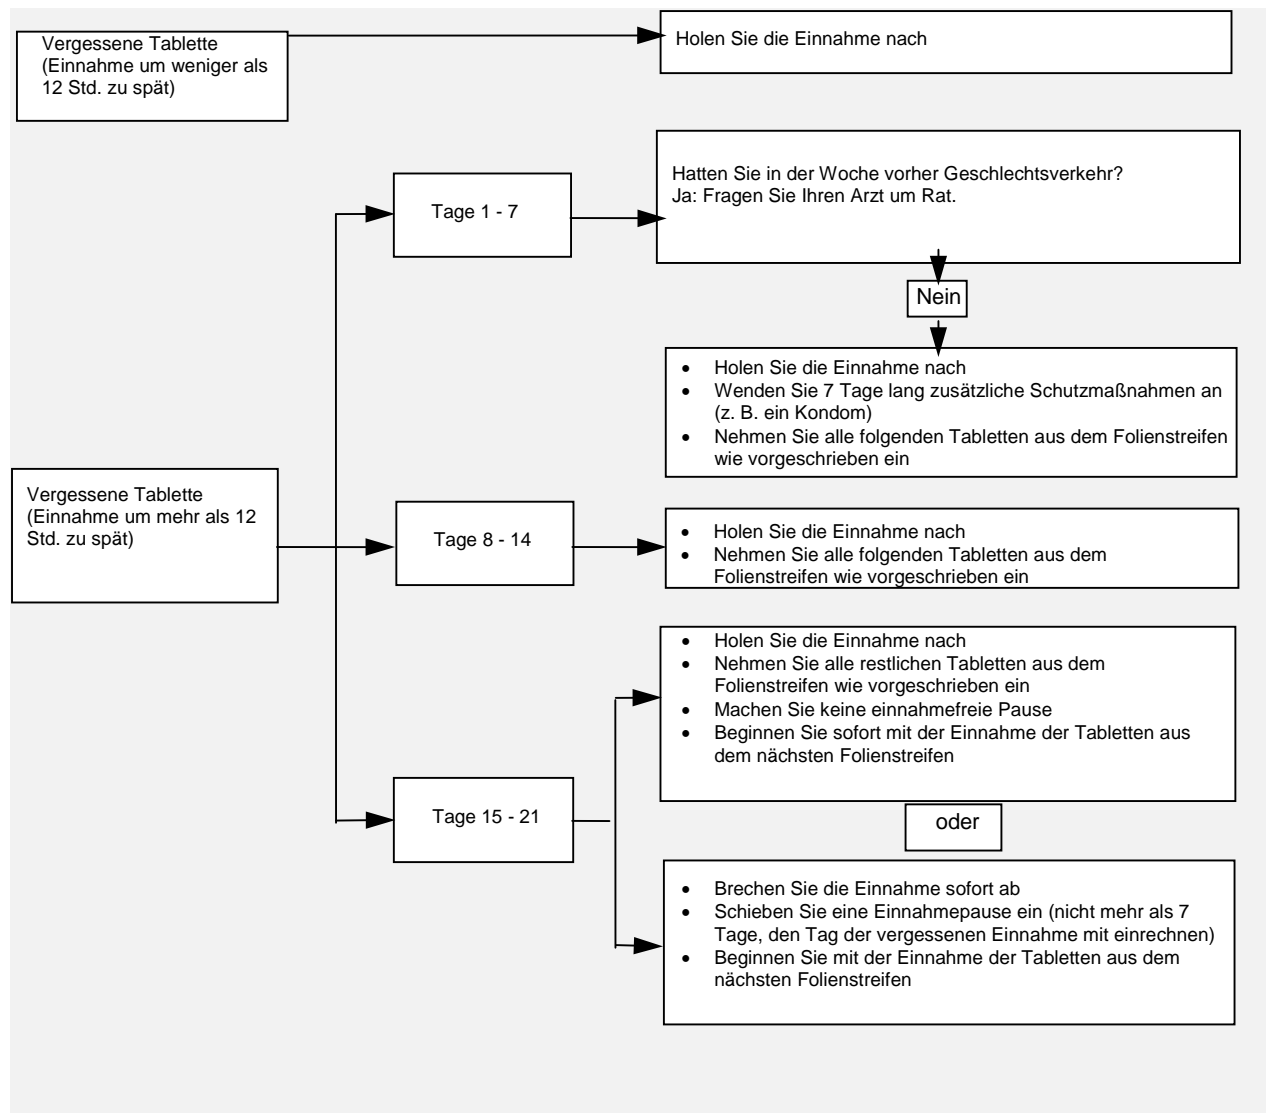 Vergessene Tablette
(Einnahme um weniger als
12 Std. zu spät)
Holen Sie die Einnahme nach
Tage 1 - 7
Hatten Sie in der Woche vorher Geschlechtsverkehr?
Ja: Fragen Sie Ihren Arzt um Rat.
Nein
• Holen Sie die Einnahme nach
• Wenden Sie 7 Tage lang zusätzliche Schutzmaßnahmen an
(z. B. ein Kondom)
• Nehmen Sie alle folgenden Tabletten aus dem Folienstreifen
wie vorgeschrieben ein
Vergessene Tablette
(Einnahme um mehr als 12
Std. zu spät)
Tage 8 - 14
• Holen Sie die Einnahme nach
• Nehmen Sie alle folgenden Tabletten aus dem
Folienstreifen wie vorgeschrieben ein
Tage 15 - 21
• Holen Sie die Einnahme nach
• Nehmen Sie alle restlichen Tabletten aus dem
Folienstreifen wie vorgeschrieben ein
• Machen Sie keine einnahmefreie Pause
• Beginnen Sie sofort mit der Einnahme der Tabletten aus
dem nächsten Folienstreifen
oder
• Brechen Sie die Einnahme sofort ab
• Schieben Sie eine Einnahmepause ein (nicht mehr als 7
Tage, den Tag der vergessenen Einnahme mit einrechnen)
• Beginnen Sie mit der Einnahme der Tabletten aus dem
nächsten Folienstreifen